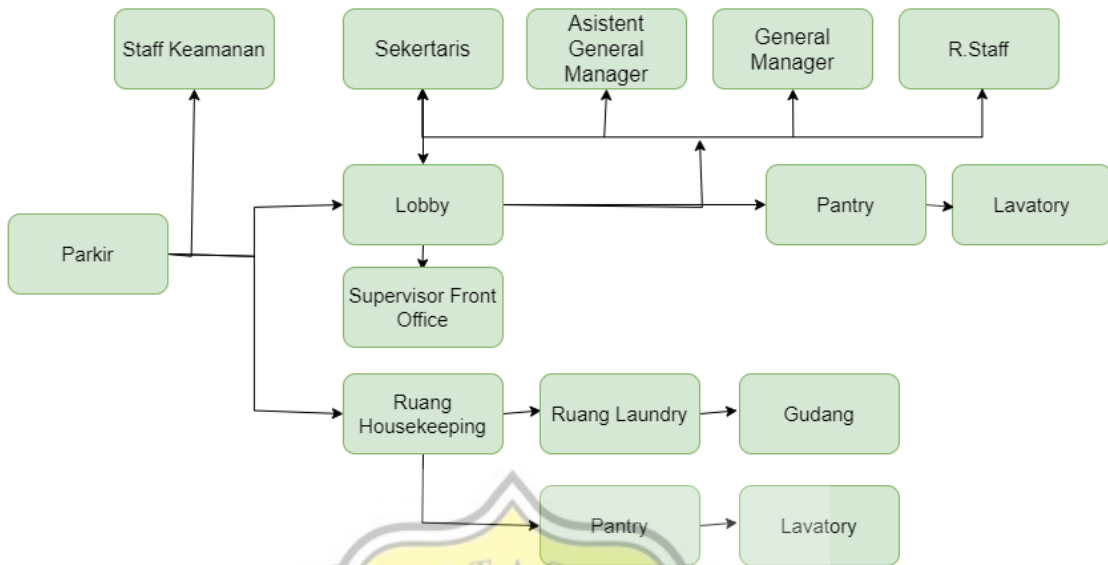 Staff Keamanan
Sekertaris
Asistent
General
Manager
General
Manager
R.Staff
Lobby
Pantry
Lavatory
Parkir
Supervisor Front
Office
Ruang
Housekeeping
Ruang Laundry
Gudang
Pantry
Lavatory